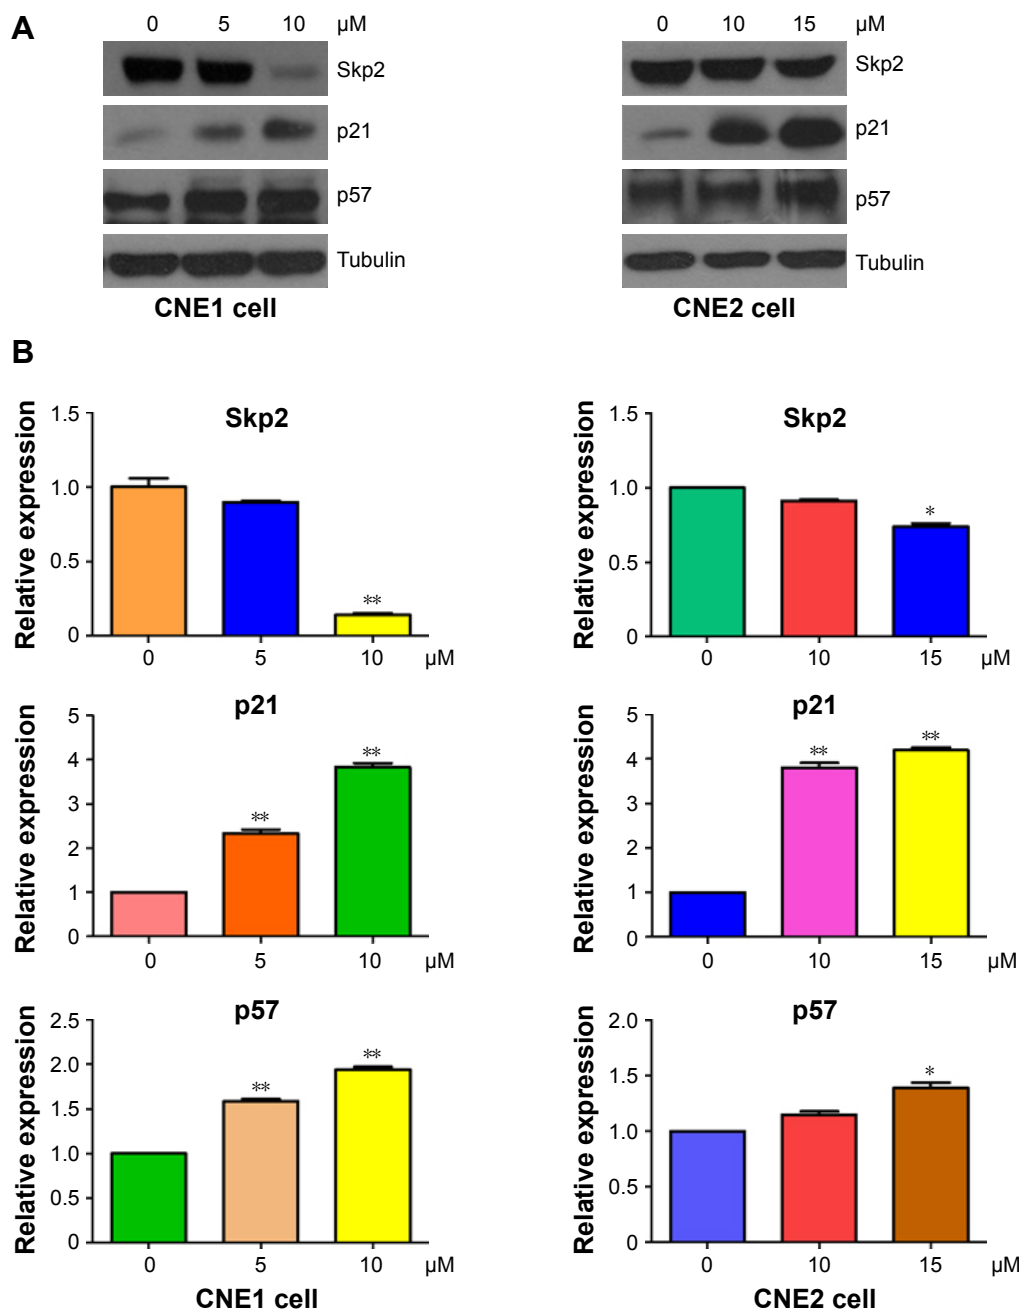 A
0 5 10 µM
Skp2
p21
p57
Tubulin
CNE1 cell
0 10 15 µM
Skp2
p21
p57
Tubulin
CNE2 cell
B
Skp2
Relative expression
1.5
1.0
0.5
0
**
0 5 10 µM
Skp2
Relative expression
1.5
1.0
0.5
0
*
0 10 15 µM
p21
Relative expression
5
4
3
2
1
0
**
**
0 5 10 µM
p21
Relative expression
5
4
3
2
1
0
**
**
0 10 15 µM
p57
Relative expression
2.5
2.0
1.5
1.0
0.5
0
**
**
0 5 10 µM
CNE1 cell
p57
Relative expression
2.0
1.5
1.0
0.5
0
*
0 10 15 µM
CNE2 cell